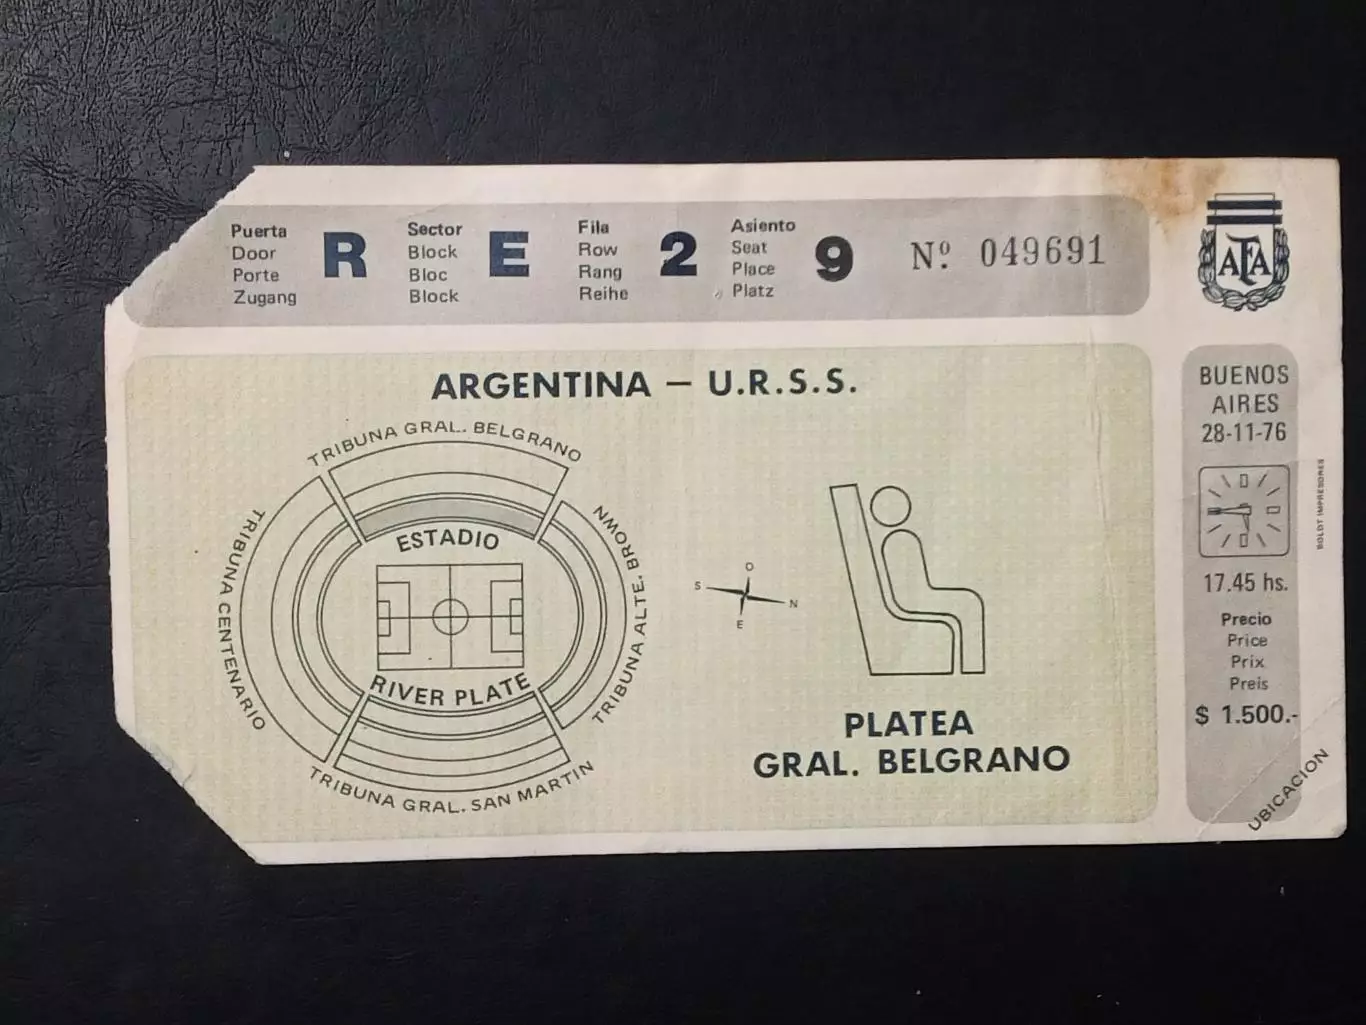 Puerta
Door
Porte
Zugang
R
Sector
Block
Bloc
Block
E
Fila
Row
Rang
Reihe
2
Asiento
Seat
Place
Platz
9
Nº 049691
AFA
ARGENTINA — U.R.S.S.
TRIBUNA GRAL. BELGRANO
TRIBUNA CENTENARIO
TRIBUNA ALTE. BROWN
ESTADIO
RIVER PLATE
TRIBUNA GRAL. SAN MARTIN
O
S
N
E
PLATEA
GRAL. BELGRANO
BUENOS
AIRES
28-11-76
17.45 hs.
Precio
Price
Prix
Preis
$ 1.500.-
UBICACION
BOLDT IMPRESORES